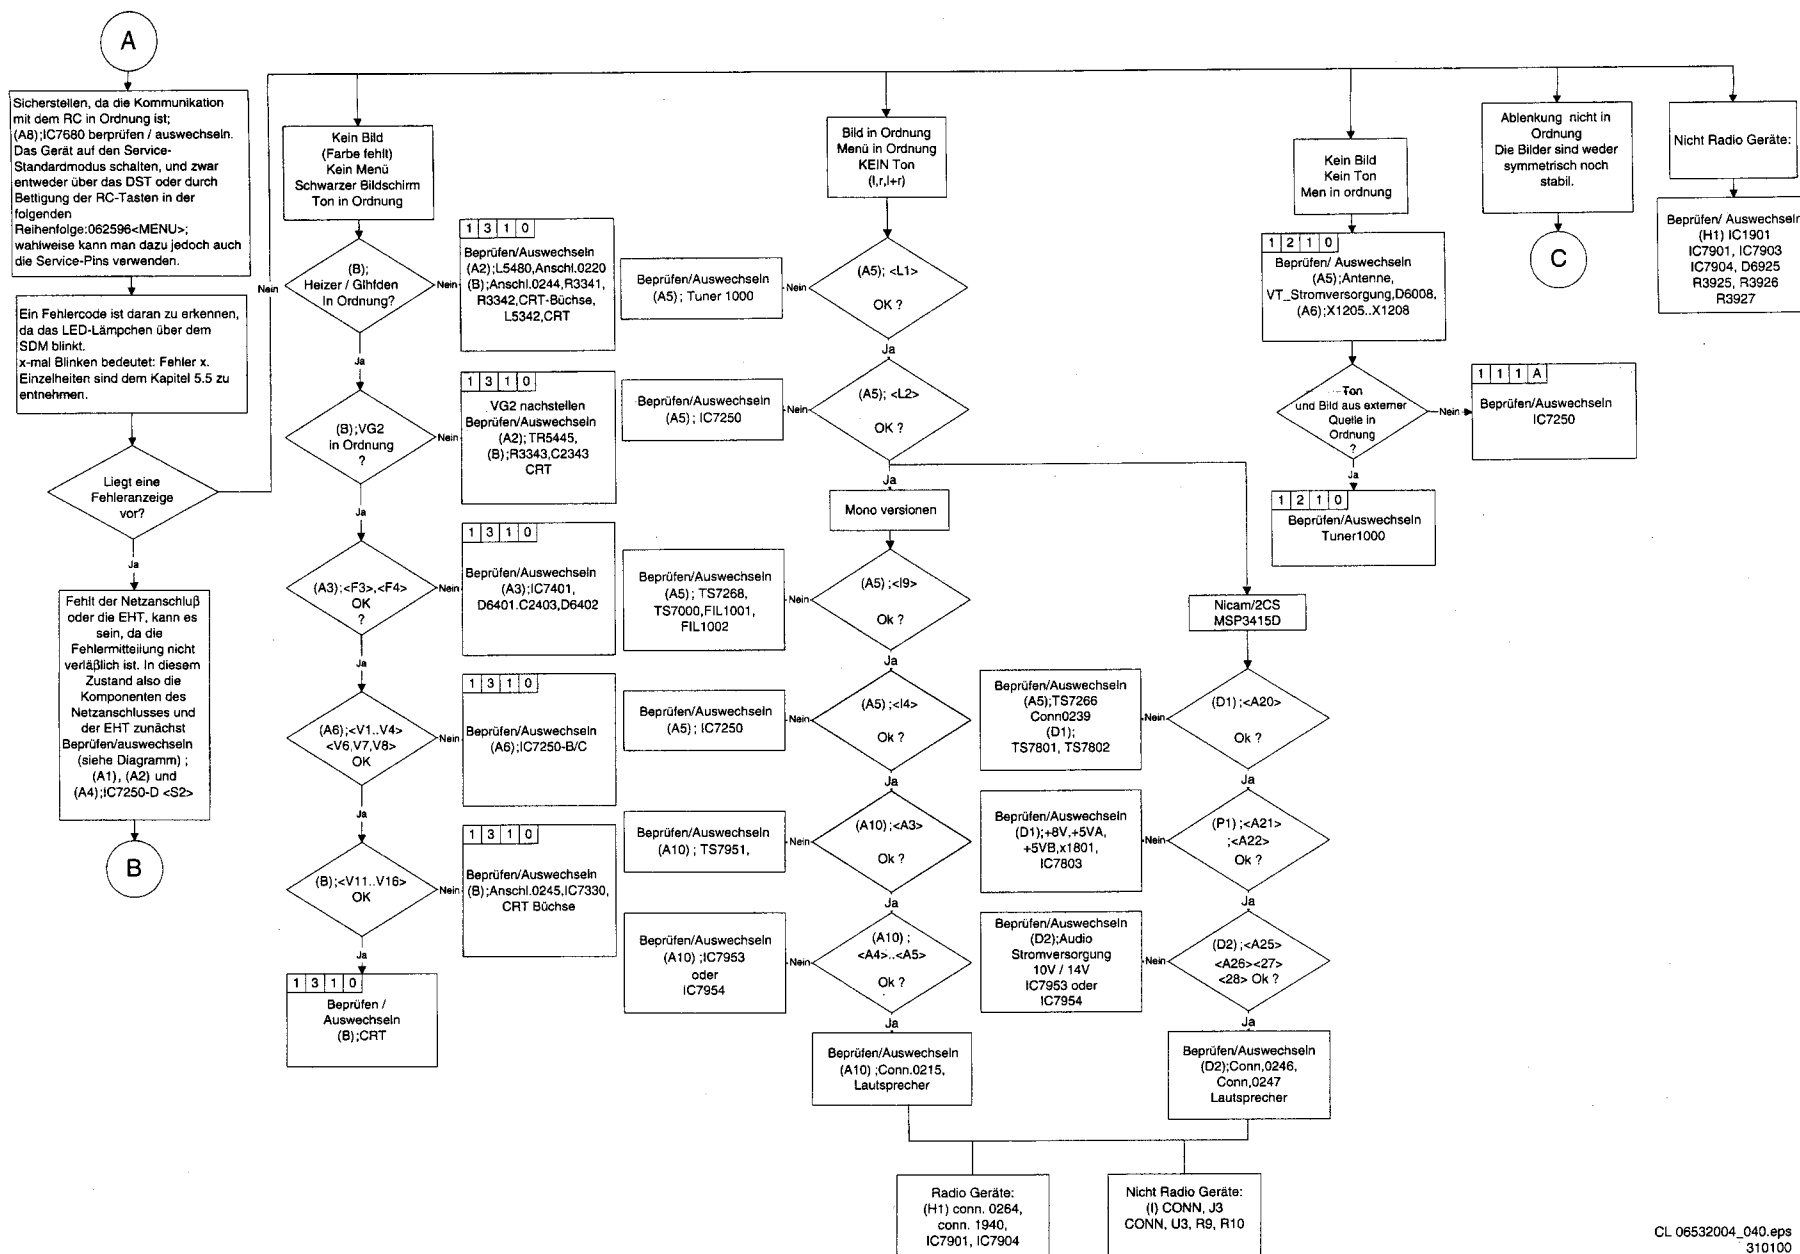 A
Sicherstellen, da die Kommunikation
mit dem RC in Ordnung ist;
(A8);IC7680 berprüfen / auswechseln.
Das Gerät auf den Service-
Standardmodus schalten, und zwar
entweder über das DST oder durch
Bettigung der RC-Tasten in der
folgenden
Reihenfolge:062596<MENU>;
wahlweise kann man dazu jedoch auch
die Service-Pins verwenden.
Ein Fehlercode ist daran zu erkennen,
da das LED-Lämpchen über dem
SDM blinkt.
x-mal Blinken bedeutet: Fehler x.
Einzelheiten sind dem Kapitel 5.5 zu
entnehmen.
Liegt eine
Fehleranzeige
vor?
Nein
Ja
Fehlt der Netzanschluß
oder die EHT, kann es
sein, da die
Fehlermitteilung nicht
verläßlich ist. In diesem
Zustand also die
Komponenten des
Netzanschlusses und
der EHT zunächst
Beprüfen/auswechseln
(siehe Diagramm) ;
(A1), (A2) und
(A4);IC7250-D <S2>
B
Kein Bild
(Farbe fehlt)
Kein Menü
Schwarzer Bildschirm
Ton in Ordnung
(B);
Heizer / Glhfden
In Ordnung?
Nein
1 3 1 0
Beprüfen/Auswechseln
(A2);L5480,Anschl.0220
(B);Anschl.0244,R3341,
R3342,CRT-Büchse,
L5342,CRT
Ja
(B);VG2
in Ordnung
?
Nein
1 3 1 0
VG2 nachstellen
Beprüfen/Auswechseln
(A2);TR5445,
(B);R3343,C2343
CRT
Ja
(A3);<F3>,<F4>
OK
?
Nein
1 3 1 0
Beprüfen/Auswechseln
(A3);IC7401,
D6401.C2403,D6402
Ja
(A6);<V1..V4>
<V6,V7,V8>
OK
Nein
1 3 1 0
Beprüfen/Auswechseln
(A6);IC7250-B/C
Ja
(B);<V11..V16>
OK
Nein
1 3 1 0
Beprüfen/Auswechseln
(B);Anschl.0245,IC7330,
CRT Büchse
Ja
1 3 1 0
Beprüfen /
Auswechseln
(B);CRT
Bild in Ordnung
Menü in Ordnung
KEIN Ton
(l,r,l+r)
(A5); <L1>
OK ?
Nein
Beprüfen/Auswechseln
(A5); Tuner 1000
Ja
(A5); <L2>
OK ?
Nein
Beprüfen/Auswechseln
(A5); IC7250
Ja
Mono versionen
(A5) ;<I9>
Ok ?
Nein
Beprüfen/Auswechseln
(A5); TS7268,
TS7000,FIL1001,
FIL1002
Ja
(A5) ;<I4>
Ok ?
Nein
Beprüfen/Auswechseln
(A5); IC7250
Ja
(A10) ;<A3>
Ok ?
Nein
Beprüfen/Auswechseln
(A10) ; TS7951,
Ja
(A10) ;
<A4>..<A5>
Ok ?
Nein
Beprüfen/Auswechseln
(A10) ;IC7953
oder
IC7954
Ja
Beprüfen/Auswechseln
(A10) ;Conn.0215,
Lautsprecher
Nicam/2CS
MSP3415D
(D1) ;<A20>
Ok ?
Nein
Beprüfen/Auswechseln
(A5);TS7266
Conn0239
(D1);
TS7801, TS7802
Ja
(P1) ;<A21>
;<A22>
Ok ?
Nein
Beprüfen/Auswechseln
(D1);+8V,+5VA,
+5VB,x1801,
IC7803
Ja
(D2) ;<A25>
<A26><27>
<28> Ok ?
Nein
Beprüfen/Auswechseln
(D2);Audio
Stromversorgung
10V / 14V
IC7953 oder
IC7954
Ja
Beprüfen/Auswechseln
(D2);Conn,0246,
Conn,0247
Lautsprecher
Radio Geräte:
(H1) conn. 0264,
conn. 1940,
IC7901, IC7904
Nicht Radio Geräte:
(I) CONN, J3
CONN, U3, R9, R10
Kein Bild
Kein Ton
Men in ordnung
1 2 1 0
Beprüfen/ Auswechseln
(A5);Antenne,
VT_Stromversorgung,D6008,
(A6);X1205..X1208
Ton
und Bild aus externer
Quelle in
Ordnung
?
Nein
1 1 1 A
Beprüfen/Auswechseln
IC7250
Ja
1 2 1 0
Beprüfen/Auswechseln
Tuner1000
Ablenkung nicht in
Ordnung
Die Bilder sind weder
symmetrisch noch
stabil.
C
Nicht Radio Geräte:
Beprüfen/ Auswechseln
(H1) IC1901
IC7901, IC7903
IC7904, D6925
R3925, R3926
R3927
CL 06532004_040.eps
310100